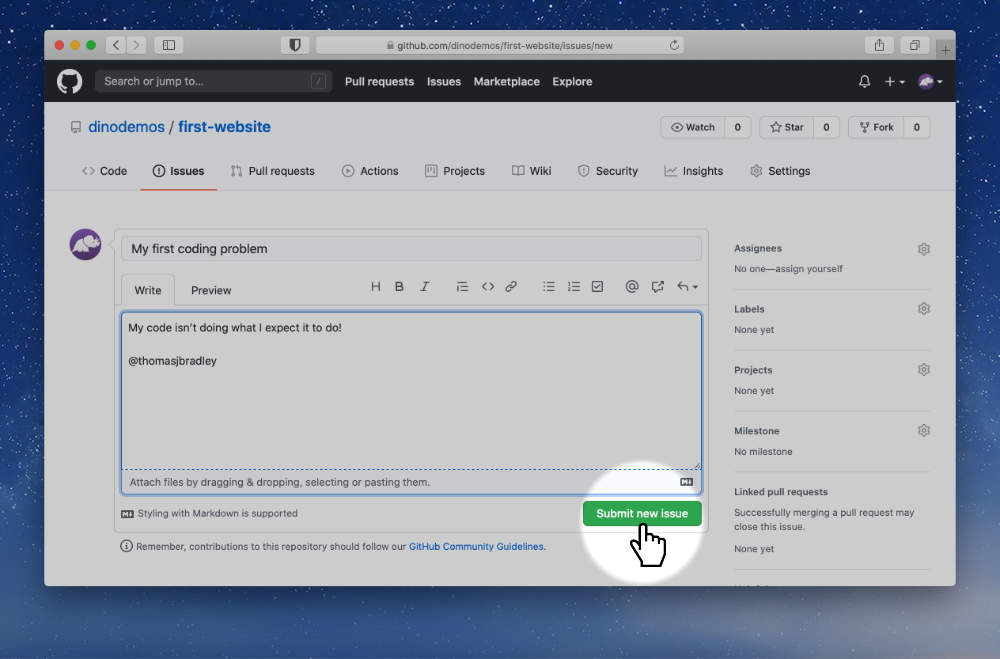 github.com/dinodemos/first-website/issues/new
Search or jump to... /
Pull requests Issues Marketplace Explore
dinodemos / first-website
Watch 0 Star 0 Fork 0
Code Issues Pull requests Actions Projects Wiki Security Insights Settings
My first coding problem
Write Preview
My code isn't doing what I expect it to do!
@thomasjbradley
Attach files by dragging & dropping, selecting or pasting them.
Styling with Markdown is supported
Submit new issue
Remember, contributions to this repository should follow our GitHub Community Guidelines.
Assignees
No one—assign yourself
Labels
None yet
Projects
None yet
Milestone
No milestone
Linked pull requests
Successfully merging a pull request may
close this issue.
None yet